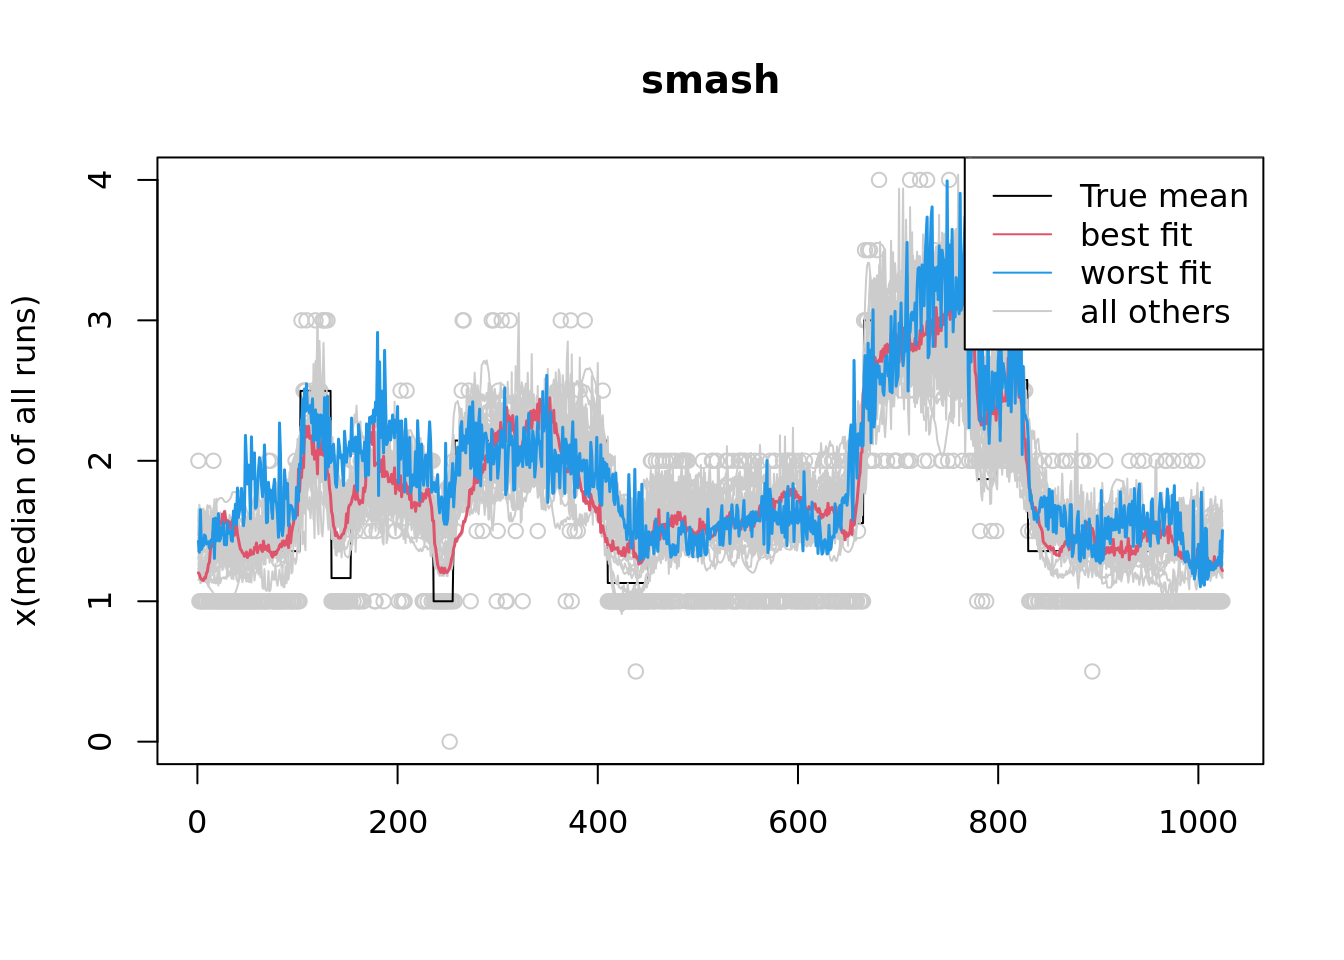 smash
x(median of all runs)
4
3
2
1
0
True mean
best fit
worst fit
all others
0 200 400 600 800 1000